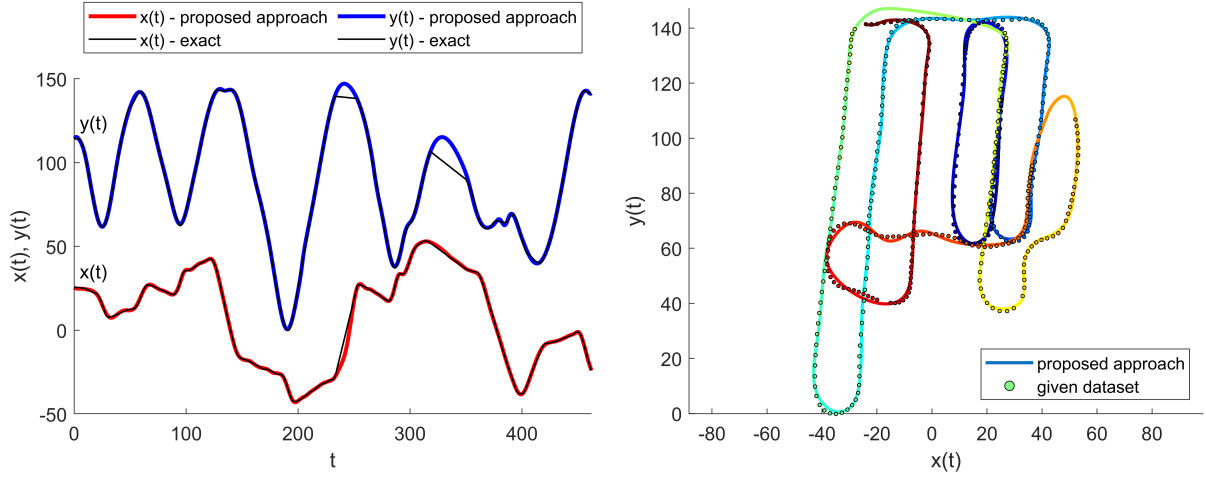 x(t) - proposed approach
y(t) - proposed approach
x(t) - exact
y(t) - exact
150
100
50
0
-50
x(t), y(t)
y(t)
x(t)
0
100
200
300
400
t
140
120
100
80
60
40
20
0
y(t)
proposed approach
given dataset
-80
-60
-40
-20
0
20
40
60
80
x(t)